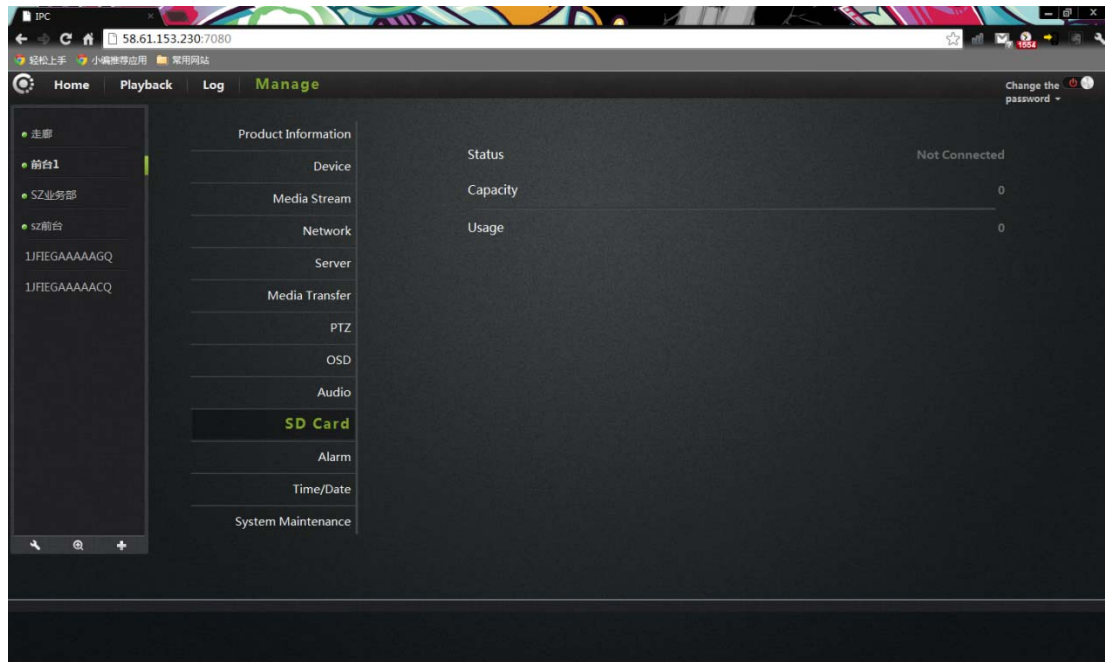 IPC
58.61.153.230:7080
1554
轻松上手 小编推荐应用 常用网站
Home Playback Log Manage
Change the
password
走廊
前台1
SZ业务部
sz前台
1JFIEGAAAAAGQ
1JFIEGAAAAACQ
Product Information
Device
Media Stream
Network
Server
Media Transfer
PTZ
OSD
Audio
SD Card
Alarm
Time/Date
System Maintenance
Status Not Connected
Capacity 0
Usage 0